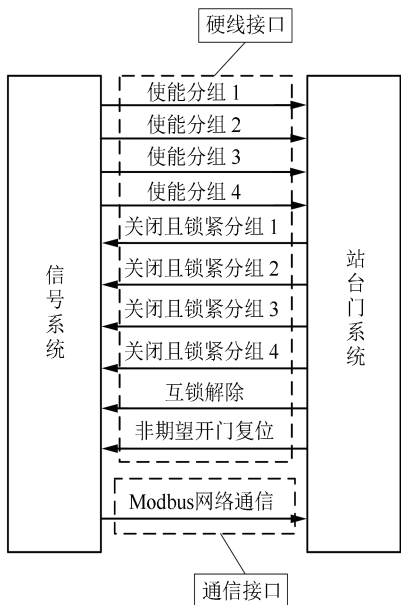 硬线接口
使能分组 1
使能分组 2
使能分组 3
使能分组 4
关闭且锁紧分组 1
关闭且锁紧分组 2
关闭且锁紧分组 3
关闭且锁紧分组 4
互锁解除
非期望开门复位
信号系统
站台门系统
Modbus网络通信
通信接口